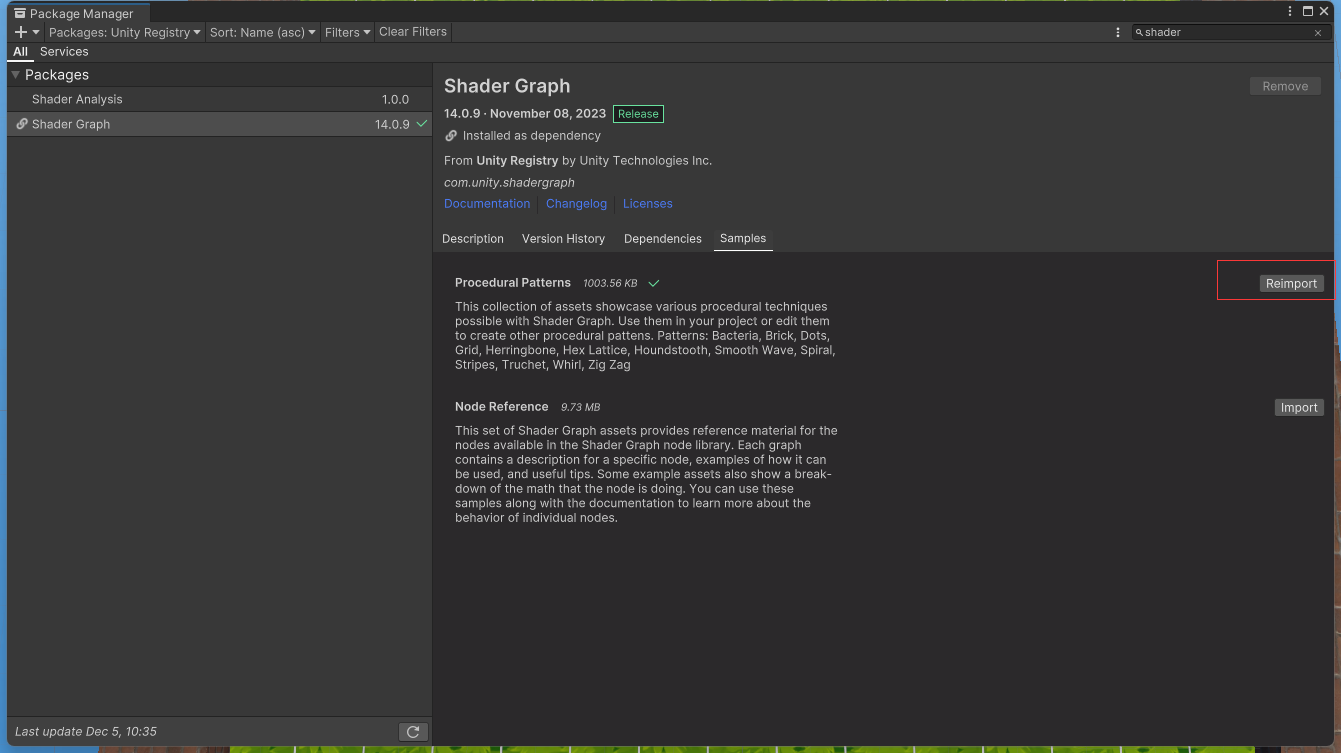 Package Manager
Packages: Unity Registry
Sort: Name (asc)
Filters
Clear Filters
shader
All
Services
Packages
Shader Analysis 1.0.0
Shader Graph 14.0.9
Shader Graph
Remove
14.0.9 · November 08, 2023 Release
Installed as dependency
From Unity Registry by Unity Technologies Inc.
com.unity.shadergraph
Documentation
Changelog
Licenses
Description
Version History
Dependencies
Samples
Procedural Patterns 1003.56 KB
Reimport
This collection of assets showcase various procedural techniques
possible with Shader Graph. Use them in your project or edit them
to create other procedural pattens. Patterns: Bacteria, Brick, Dots,
Grid, Herringbone, Hex Lattice, Houndstooth, Smooth Wave, Spiral,
Stripes, Truchet, Whirl, Zig Zag
Node Reference 9.73 MB
Import
This set of Shader Graph assets provides reference material for the
nodes available in the Shader Graph node library. Each graph
contains a description for a specific node, examples of how it can
be used, and useful tips. Some example assets also show a break-
down of the math that the node is doing. You can use these
samples along with the documentation to learn more about the
behavior of individual nodes.
Last update Dec 5, 10:35